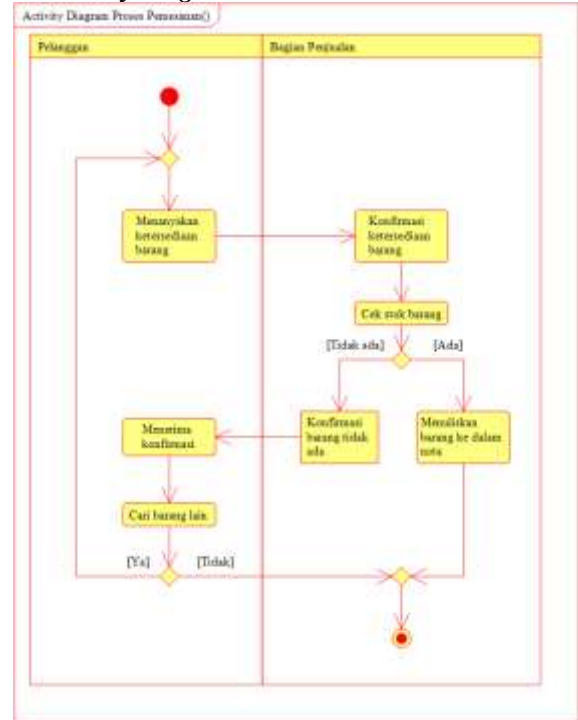 Activity Diagram Proses Pemesanan()
Pelanggan
Bagian Penjualan
Menanyakan
ketersediaan
barang
Konfirmasi
ketersediaan
barang
Cek stok barang
[Tidak ada]
[Ada]
Konfirmasi
barang tidak
ada
Menuliskan
barang ke dalam
nota
Menerima
konfirmasi
Cari barang lain
[Ya]
[Tidak]